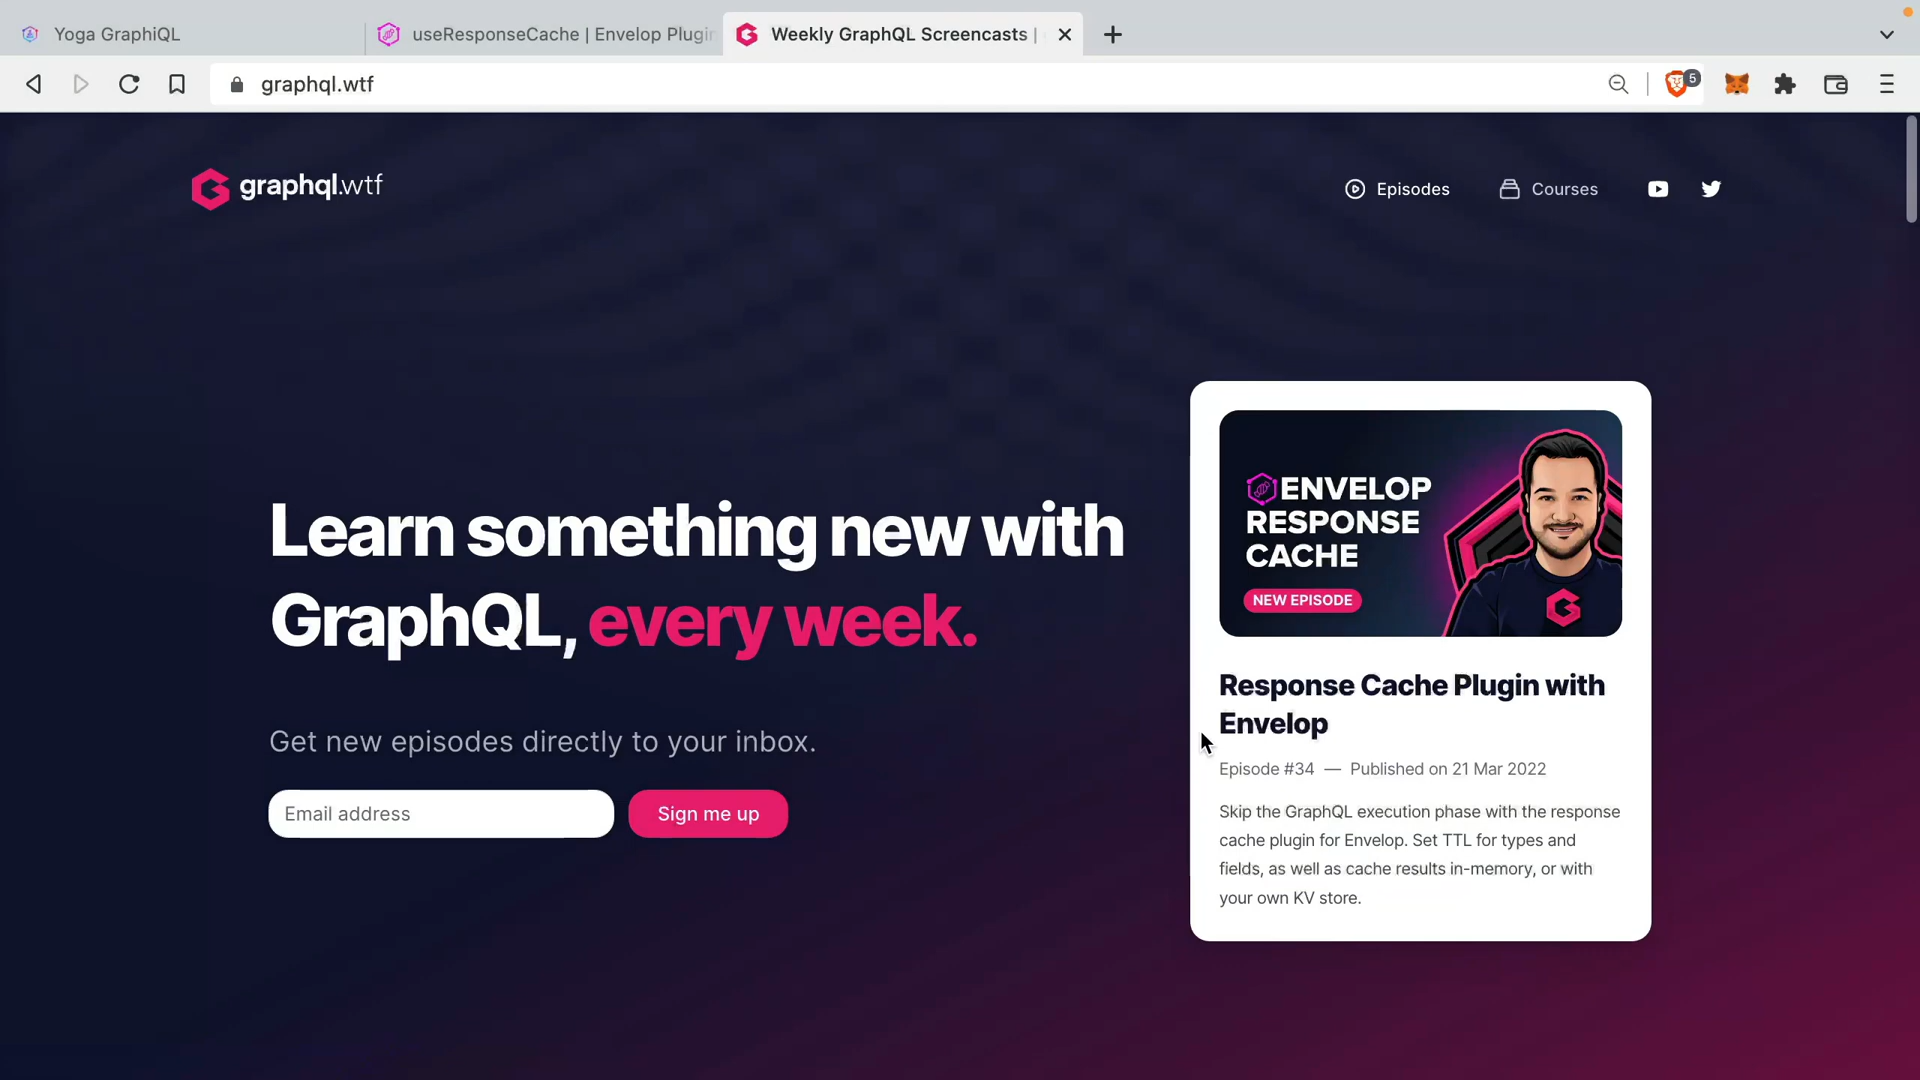 Yoga GraphiQL
useResponseCache | Envelop Plugin
Weekly GraphQL Screencasts |
graphql.wtf
5
graphql.wtf
Episodes
Courses
Learn something new with
GraphQL, every week.
Get new episodes directly to your inbox.
Email address
Sign me up
ENVELOP
RESPONSE
CACHE
NEW EPISODE
Response Cache Plugin with
Envelop
Episode #34 — Published on 21 Mar 2022
Skip the GraphQL execution phase with the response
cache plugin for Envelop. Set TTL for types and
fields, as well as cache results in-memory, or with
your own KV store.